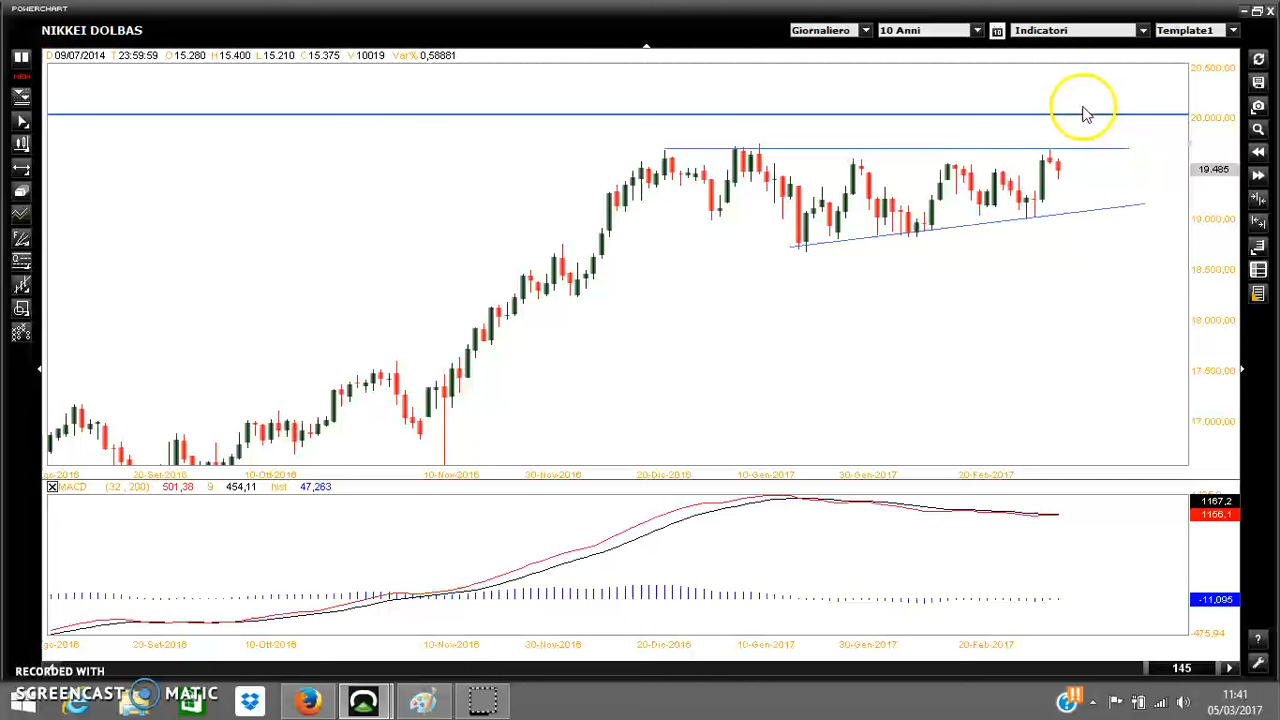 POWERCHART
NIKKEI DOLBAS
Giornaliero
10 Anni
Indicatori
Template1
D 09/07/2014 T 23:59:59 O 15.280 H 15.400 L 15.210 C 15.375 V 10019 Var% 0,58881
NEW
20.500,00
20.000,00
19.485
19.000,00
18.500,00
18.000,00
17.500,00
17.000,00
go-2016 20-Set-2016 10-Ott-2016 10-Nov-2016 30-Nov-2016 20-Dic-2016 10-Gen-2017 30-Gen-2017 20-Feb-2017
MACD (32 , 200) 501,38 9 454,11 hist 47,263
1167,2
1156,1
-11,095
-475,94
go-2016 20-Set-2016 10-Ott-2016 10-Nov-2016 30-Nov-2016 20-Dic-2016 10-Gen-2017 30-Gen-2017 20-Feb-2017
145
RECORDED WITH
SCREENCAST MATIC
11:41
05/03/2017